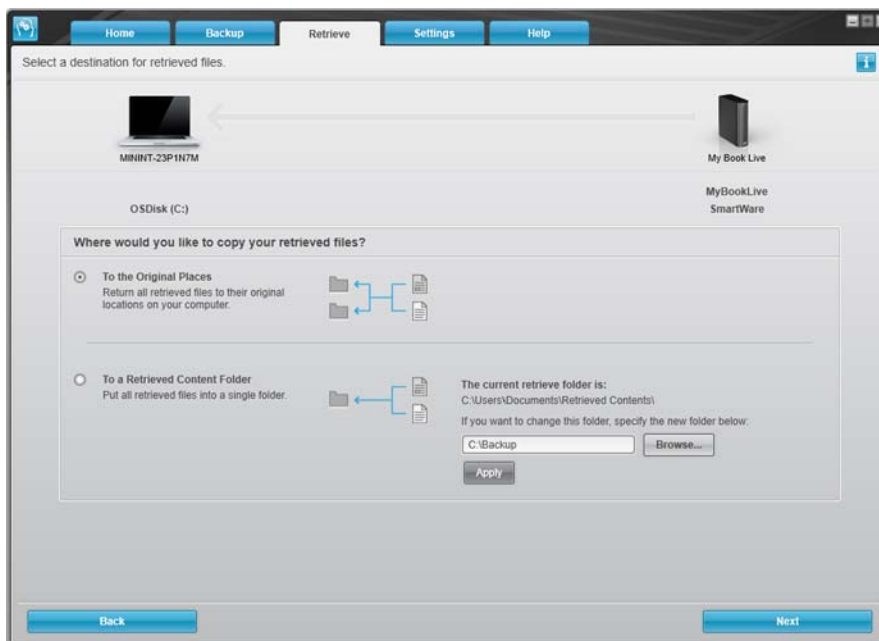 Home Backup Retrieve Settings Help
Select a destination for retrieved files.
MININT-23P1N7M My Book Live
OSDisk (C:) MyBookLive
SmartWare
Where would you like to copy your retrieved files?
To the Original Places
Return all retrieved files to their original
locations on your computer.
To a Retrieved Content Folder
Put all retrieved files into a single folder.
The current retrieve folder is:
C:\Users\Documents\Retrieved Contents\
If you want to change this folder, specify the new folder below:
C:\Backup Browse...
Apply
Back Next